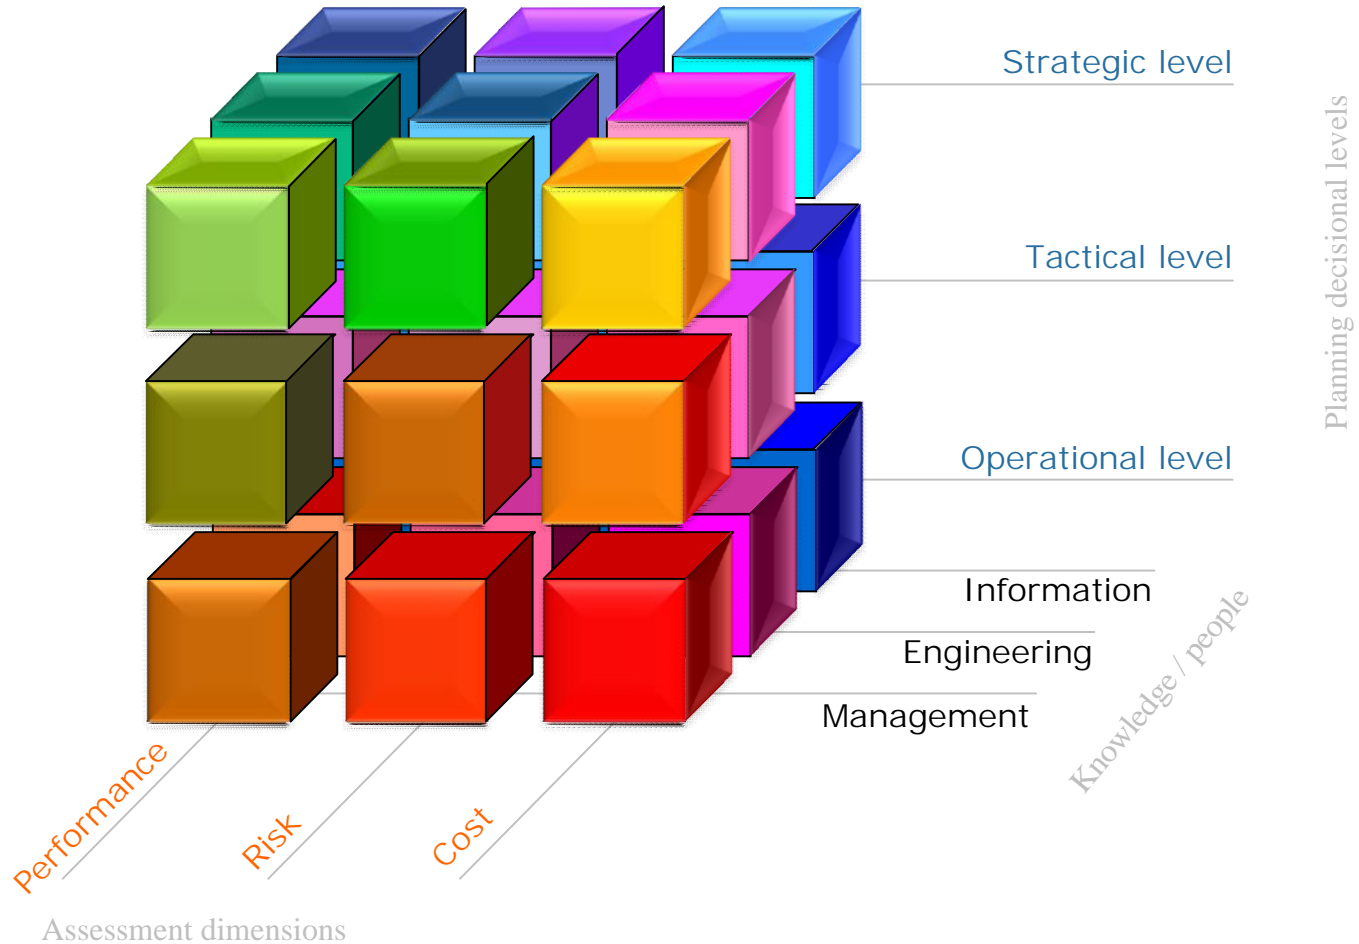 Strategic level
Planning decisional levels
Tactical level
Operational level
Information
Engineering
Management
Knowledge / people
Performance
Risk
Cost
Assessment dimensions